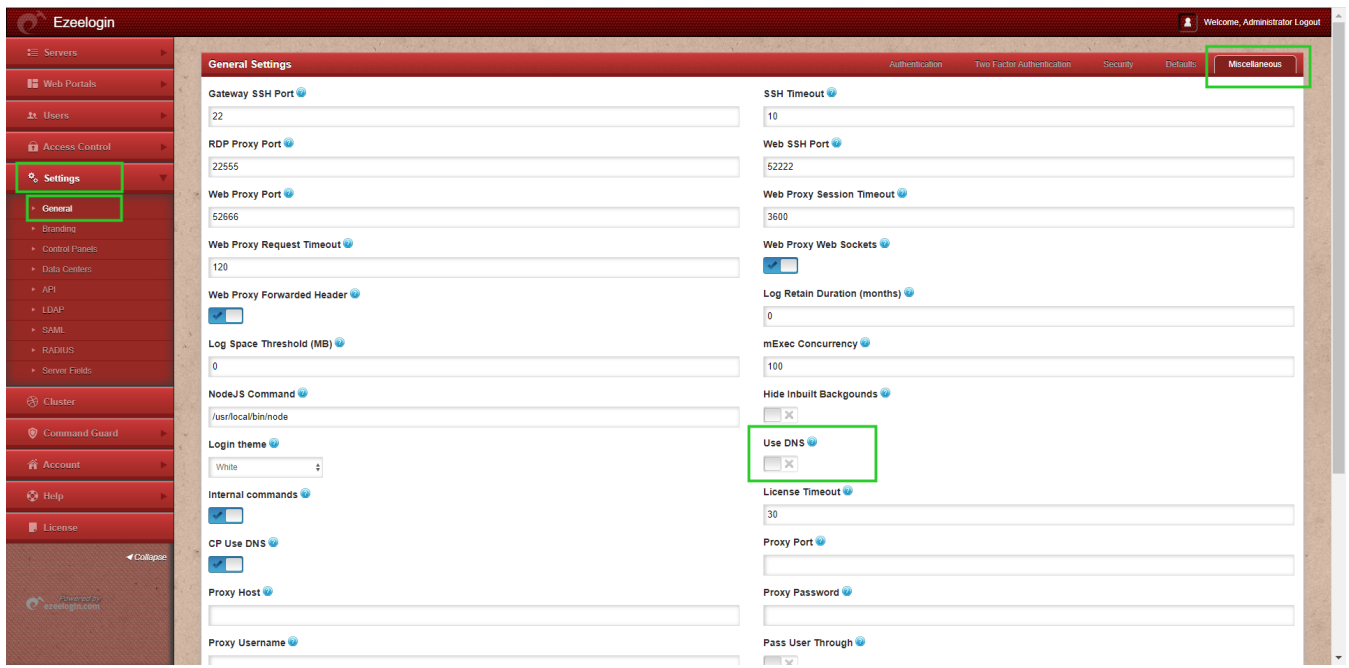 Ezeelogin
Welcome, Administrator Logout
Servers
Web Portals
Users
Access Control
Settings
General
Branding
Control Panels
Data Centers
API
LDAP
SAML
RADIUS
Server Fields
Cluster
Command Guard
Account
Help
License
Collapse
Powered by
ezeelogin.com
General Settings
Authentication
Two Factor Authentication
Security
Defaults
Miscellaneous
Gateway SSH Port
22
SSH Timeout
10
RDP Proxy Port
22555
Web SSH Port
52222
Web Proxy Port
52666
Web Proxy Session Timeout
3600
Web Proxy Request Timeout
120
Web Proxy Web Sockets
Web Proxy Forwarded Header
Log Retain Duration (months)
0
Log Space Threshold (MB)
0
mExec Concurrency
100
NodeJS Command
/usr/local/bin/node
Hide Inbuilt Backgounds
Login theme
White
Use DNS
Internal commands
License Timeout
30
CP Use DNS
Proxy Port
Proxy Host
Proxy Password
Proxy Username
Pass User Through